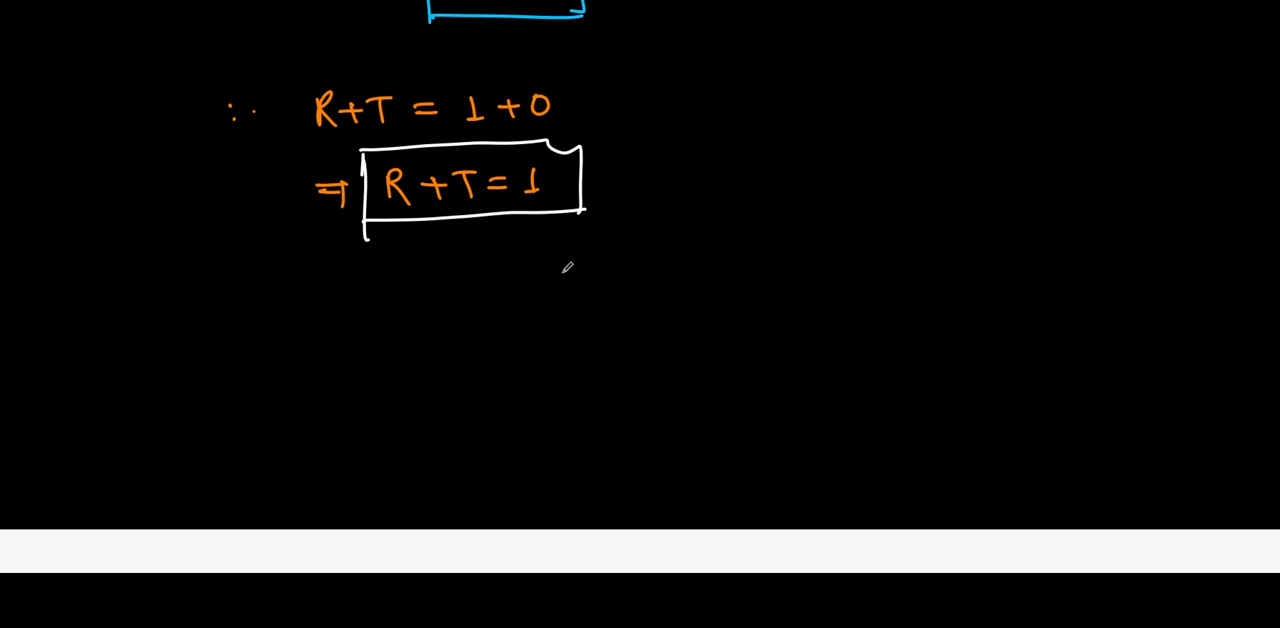 ∴ R+T = 1+0
⇒ R+T=1